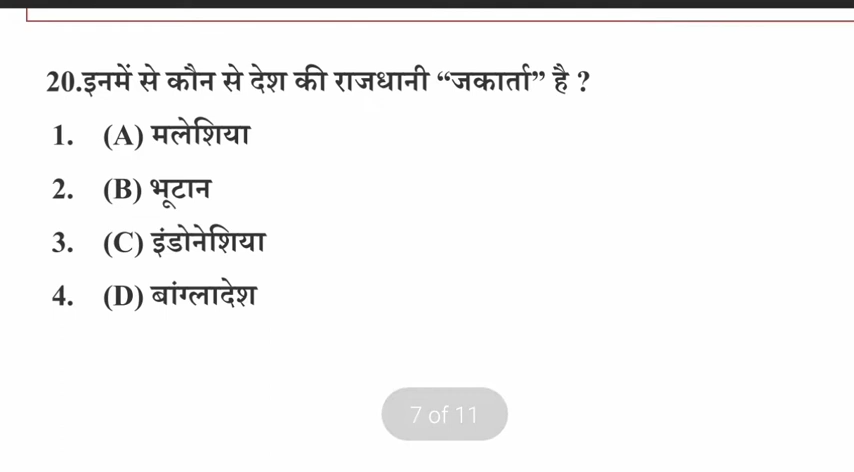 20.इनमें से कौन से देश की राजधानी “जकार्ता” है ?
1. (A) मलेशिया
2. (B) भूटान
3. (C) इंडोनेशिया
4. (D) बांग्लादेश
7 of 11